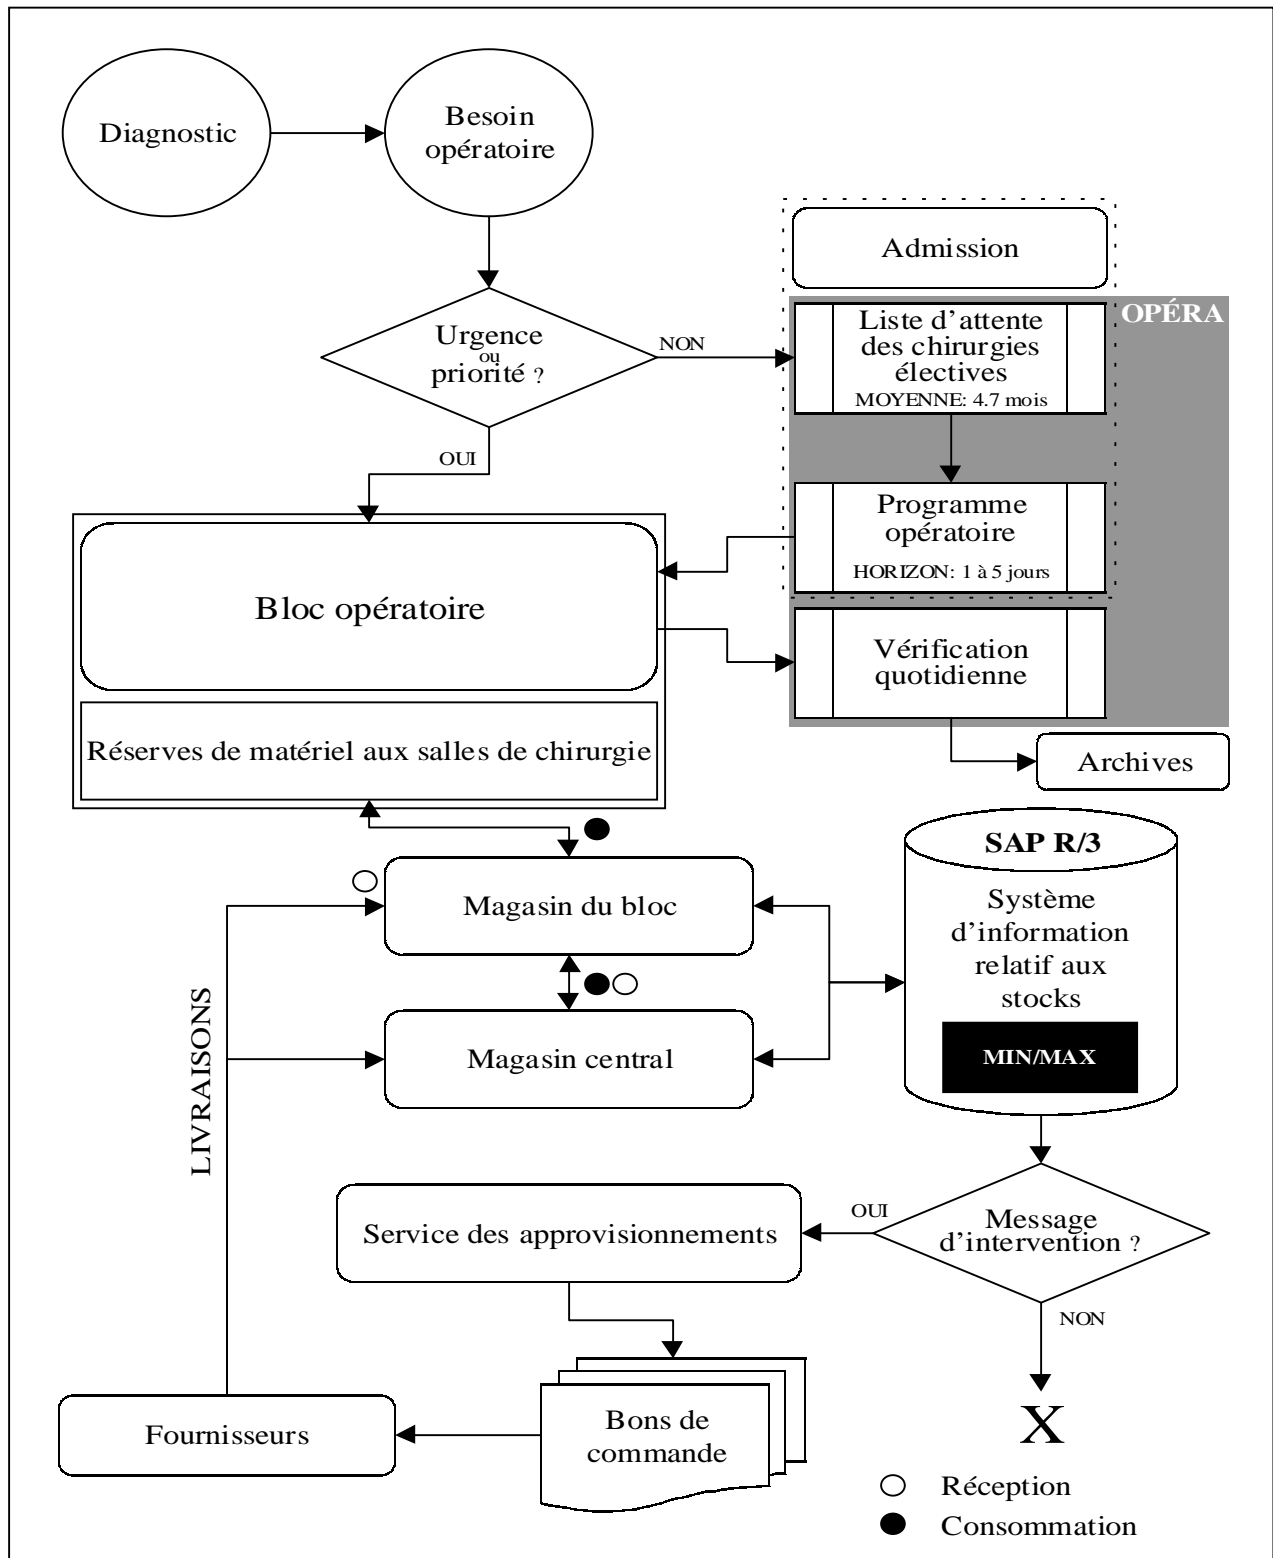 Diagnostic
Besoin
opératoire
Admission
OPÉRA
Urgence
ou
priorité ?
NON
Liste d’attente
des chirurgies
électives
MOYENNE: 4.7 mois
OUI
Programme
opératoire
HORIZON: 1 à 5 jours
Bloc opératoire
Vérification
quotidienne
Réserves de matériel aux salles de chirurgie
Archives
SAP R/3
Système
d’information
relatif aux
stocks
MIN/MAX
Magasin du bloc
Magasin central
LIVRAISONS
Message
d’intervention ?
OUI
NON
Service des approvisionnements
Bons de
commande
Fournisseurs
X
Réception
Consommation